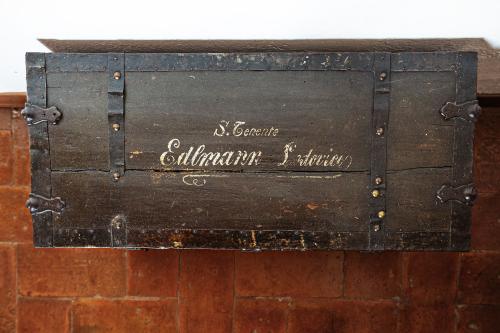 S. Tenente
Edlmann Lodovico